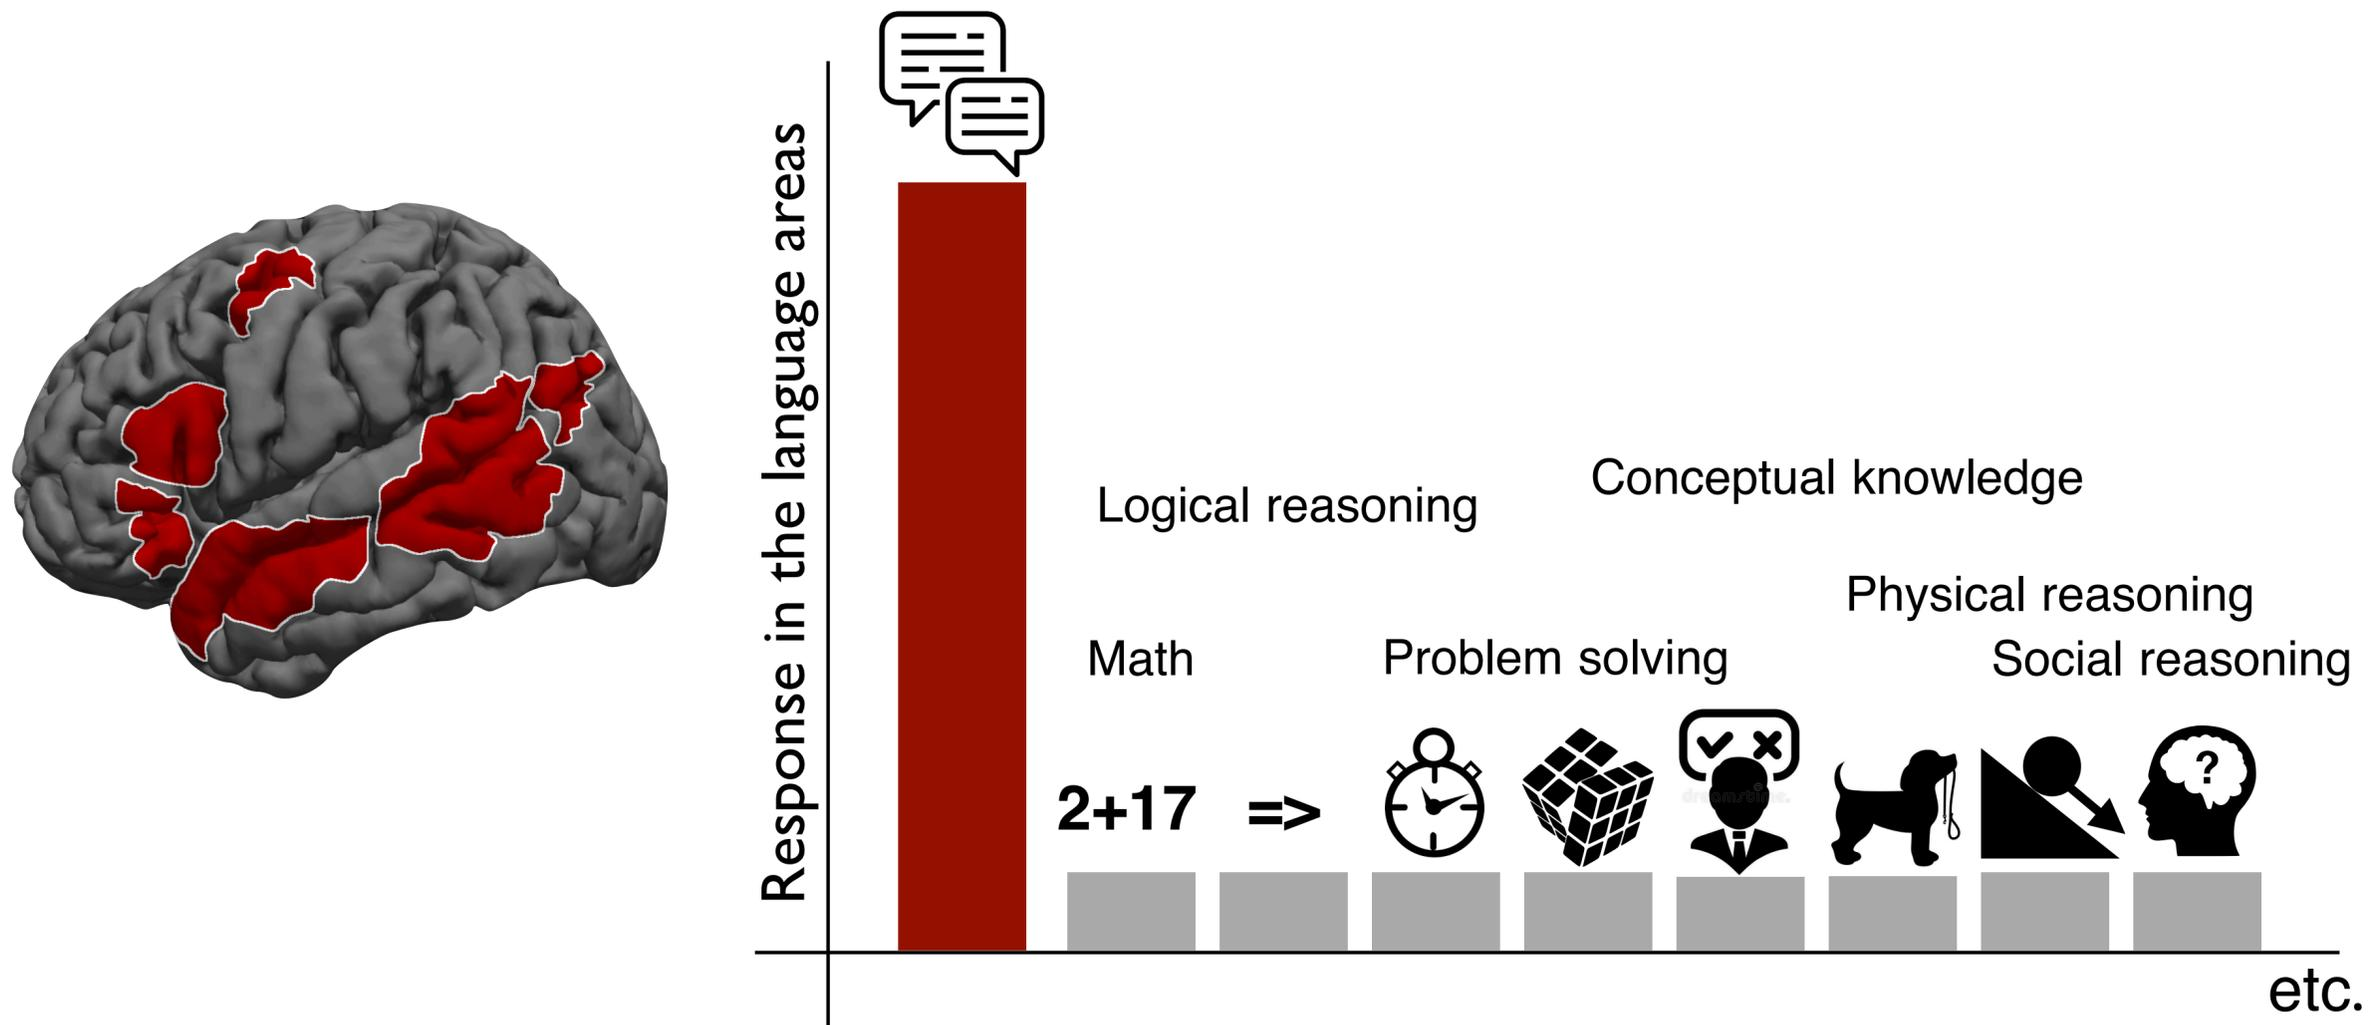 Response in the language areas
Logical reasoning
Conceptual knowledge
Physical reasoning
Math
Problem solving
Social reasoning
2+17
=>
?
dreamstime.
etc.